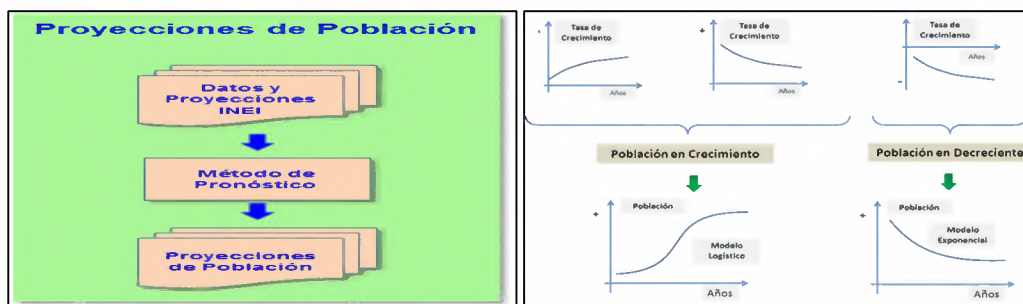 Proyecciones de Población
Datos y
Proyecciones
INEI
Método de
Pronóstico
Proyecciones
de Población
Tasa de
Crecimiento
Años
+
Tasa de
Crecimiento
Años
Tasa de
Crecimiento
Años
-
Población en Crecimiento
Población en Decreciente
+
Población
Modelo
Logístico
Años
+
Población
Modelo
Exponencial
Años